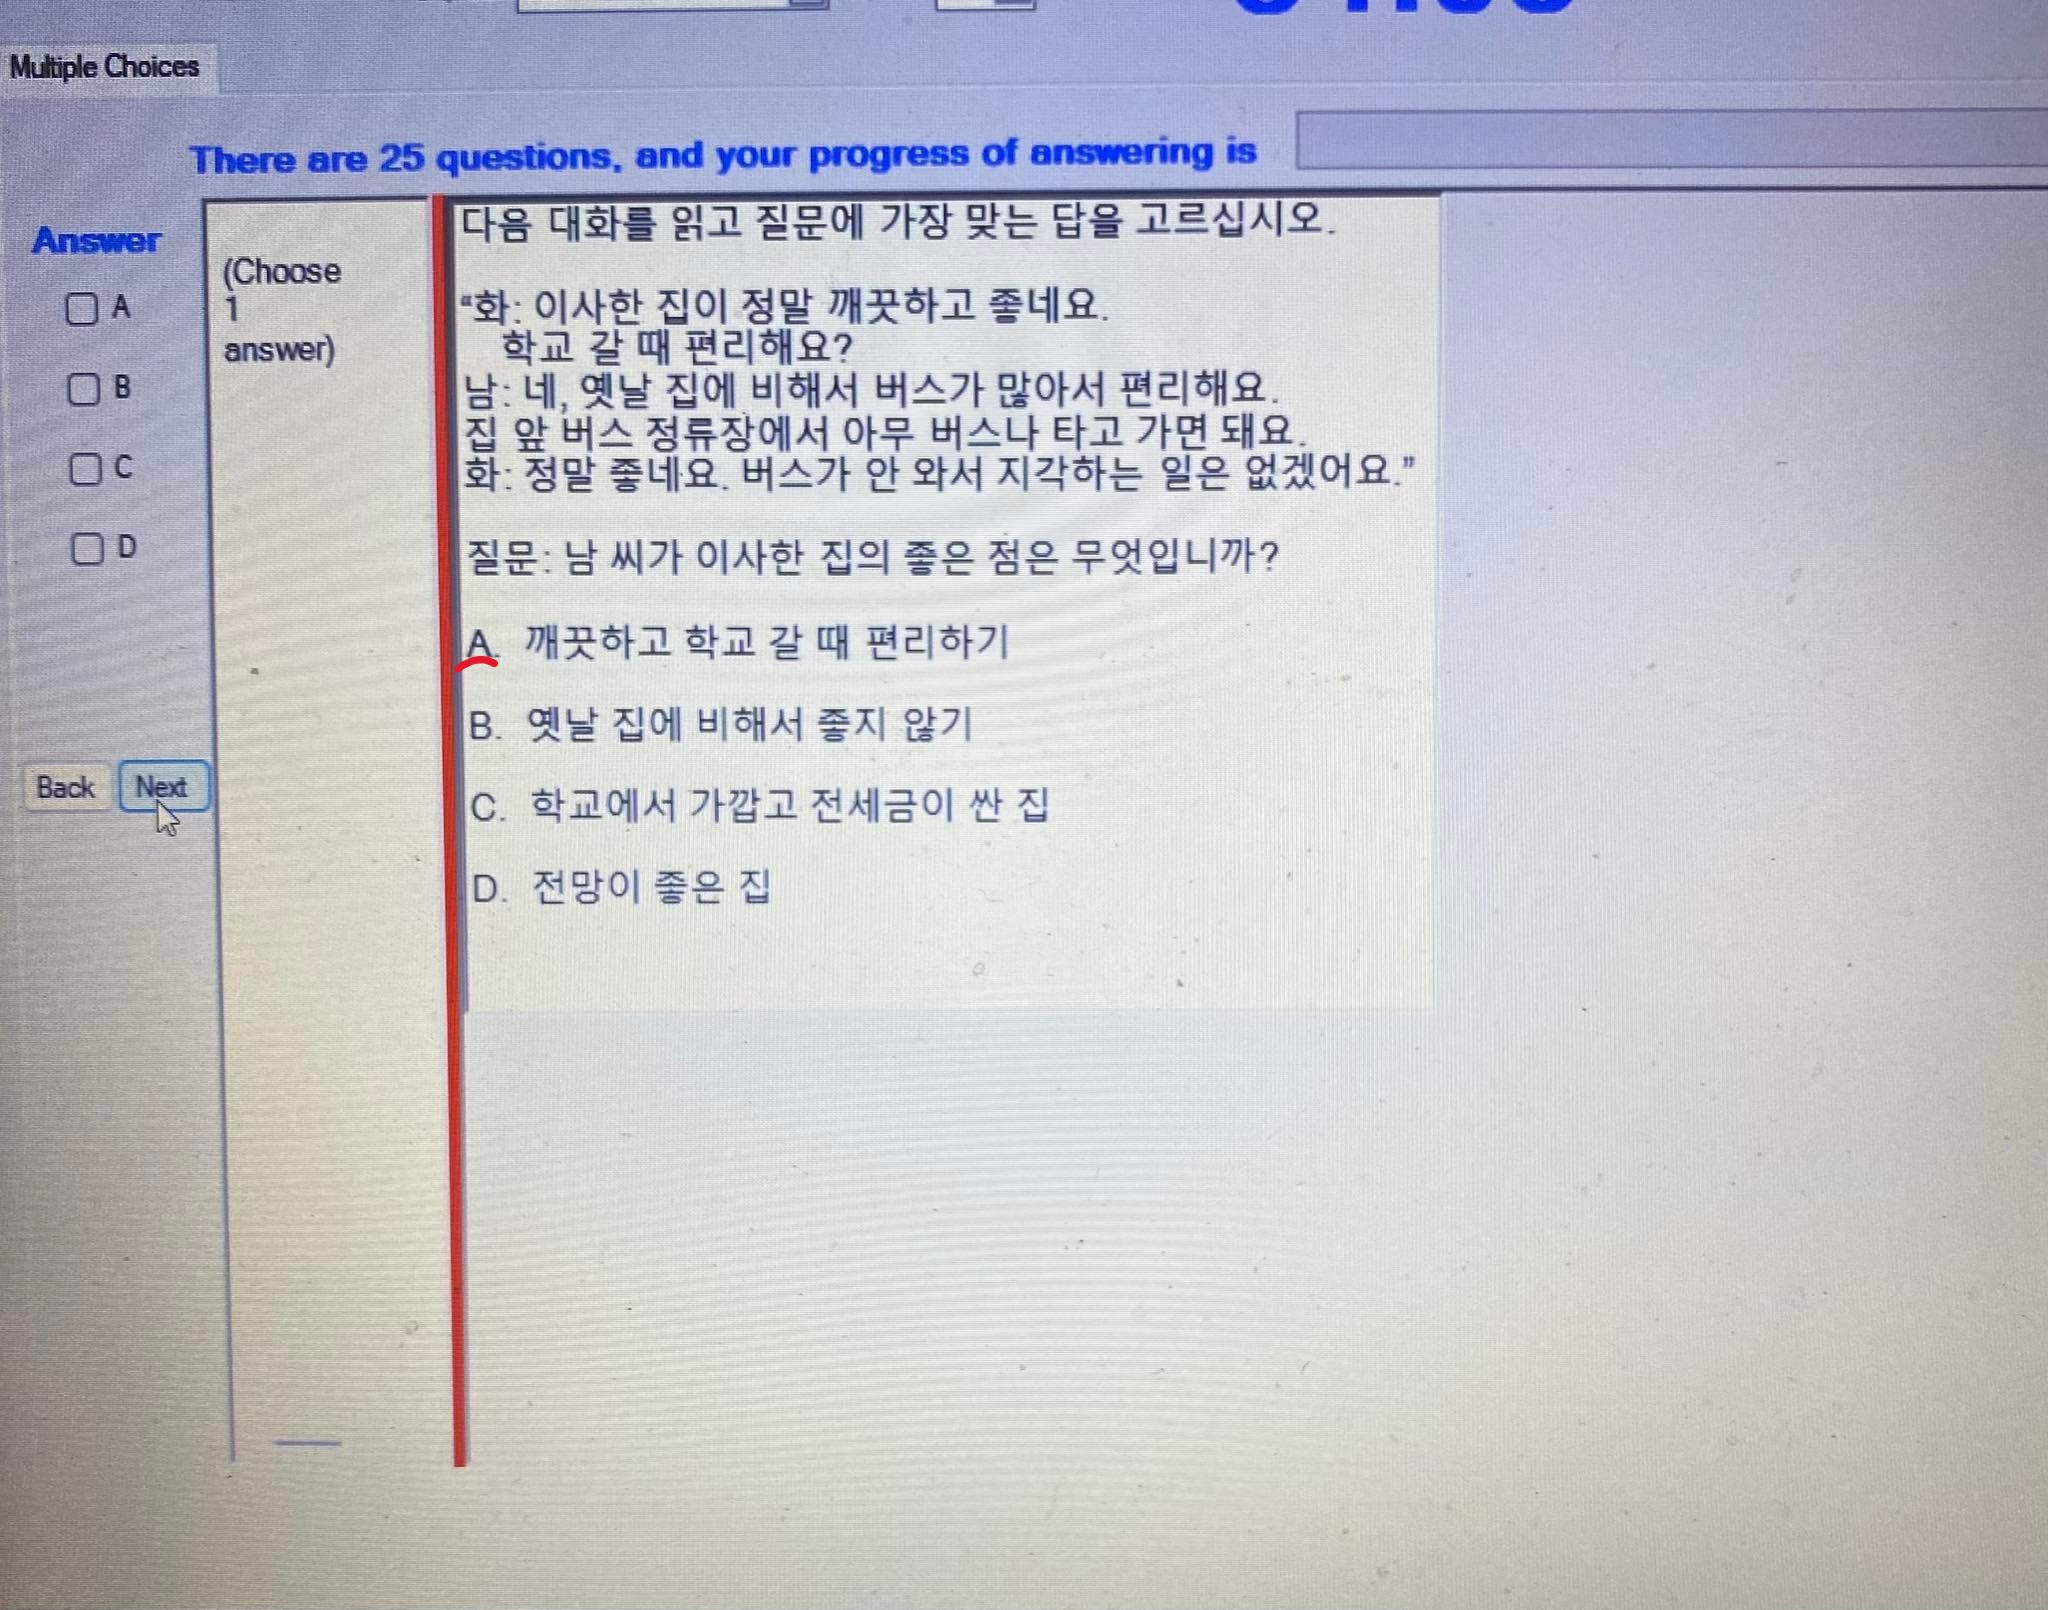 Multiple Choices
There are 25 questions, and your progress of answering is
Answer
A
B
C
D
Back Next
(Choose
1
answer)
다음 대화를 읽고 질문에 가장 맞는 답을 고르십시오.
“화: 이사한 집이 정말 깨끗하고 좋네요.
학교 갈 때 편리해요?
남: 네, 옛날 집에 비해서 버스가 많아서 편리해요.
집 앞 버스 정류장에서 아무 버스나 타고 가면 돼요.
화: 정말 좋네요. 버스가 안 와서 지각하는 일은 없겠어요.”
질문: 남 씨가 이사한 집의 좋은 점은 무엇입니까?
A. 깨끗하고 학교 갈 때 편리하기
B. 옛날 집에 비해서 좋지 않기
C. 학교에서 가깝고 전세금이 싼 집
D. 전망이 좋은 집